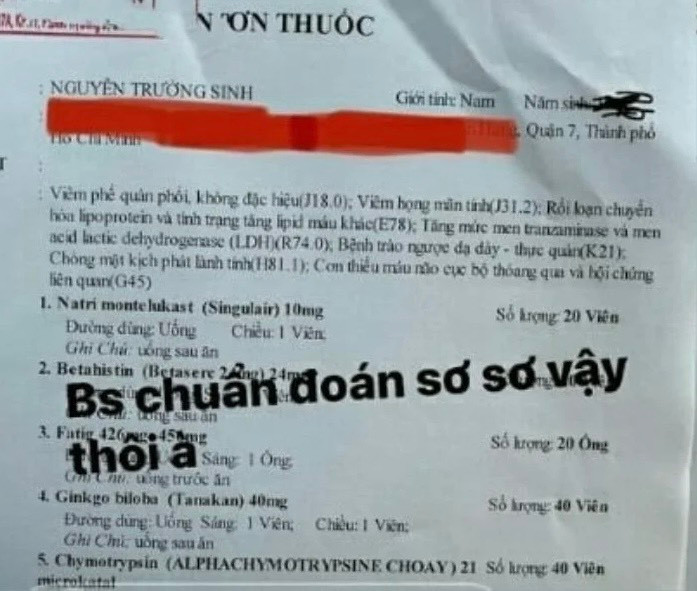 N ƠN THUỐC
: NGUYỄN TRƯỜNG SINH Giới tính: Nam Năm sinh
Quận 7, Thành phố
Hồ Chí Minh
: Viêm phế quản phổi, không đặc hiệu(J18.0); Viêm họng mãn tính(J31.2); Rối loạn chuyển
hóa lipoprotein và tình trạng tăng lipid máu khác(E78); Tăng mức men tranzaminase và men
acid lactic dehydrogenase (LDH)(R74.0); Bệnh trào ngược dạ dày - thực quản(K21);
Chóng mặt kịch phát lành tính(H81.1); Cơn thiếu máu não cục bộ thoáng qua và hội chứng
liên quan(G45)
1. Natri montelukast (Singulair) 10mg Số lượng: 20 Viên
Đường dùng: Uống Chiều: 1 Viên;
Ghi Chú: uống sau ăn
2. Betahistin (Betaserc 24mg) 24mg
Bs chuẩn đoán sơ sơ vậy
uống sau ăn
3. Fatig Số lượng: 20 Ống
thôi à
Sáng: 1 Ống;
Ghi Chú: uống trước ăn
4. Ginkgo biloba (Tanakan) 40mg Số lượng: 40 Viên
Đường dùng: Uống Sáng: 1 Viên; Chiều: 1 Viên;
Ghi Chú: uống sau ăn
5. Chymotrypsin (ALPHACHYMOTRYPSINE CHOAY) 21 Số lượng: 40 Viên
microkatal